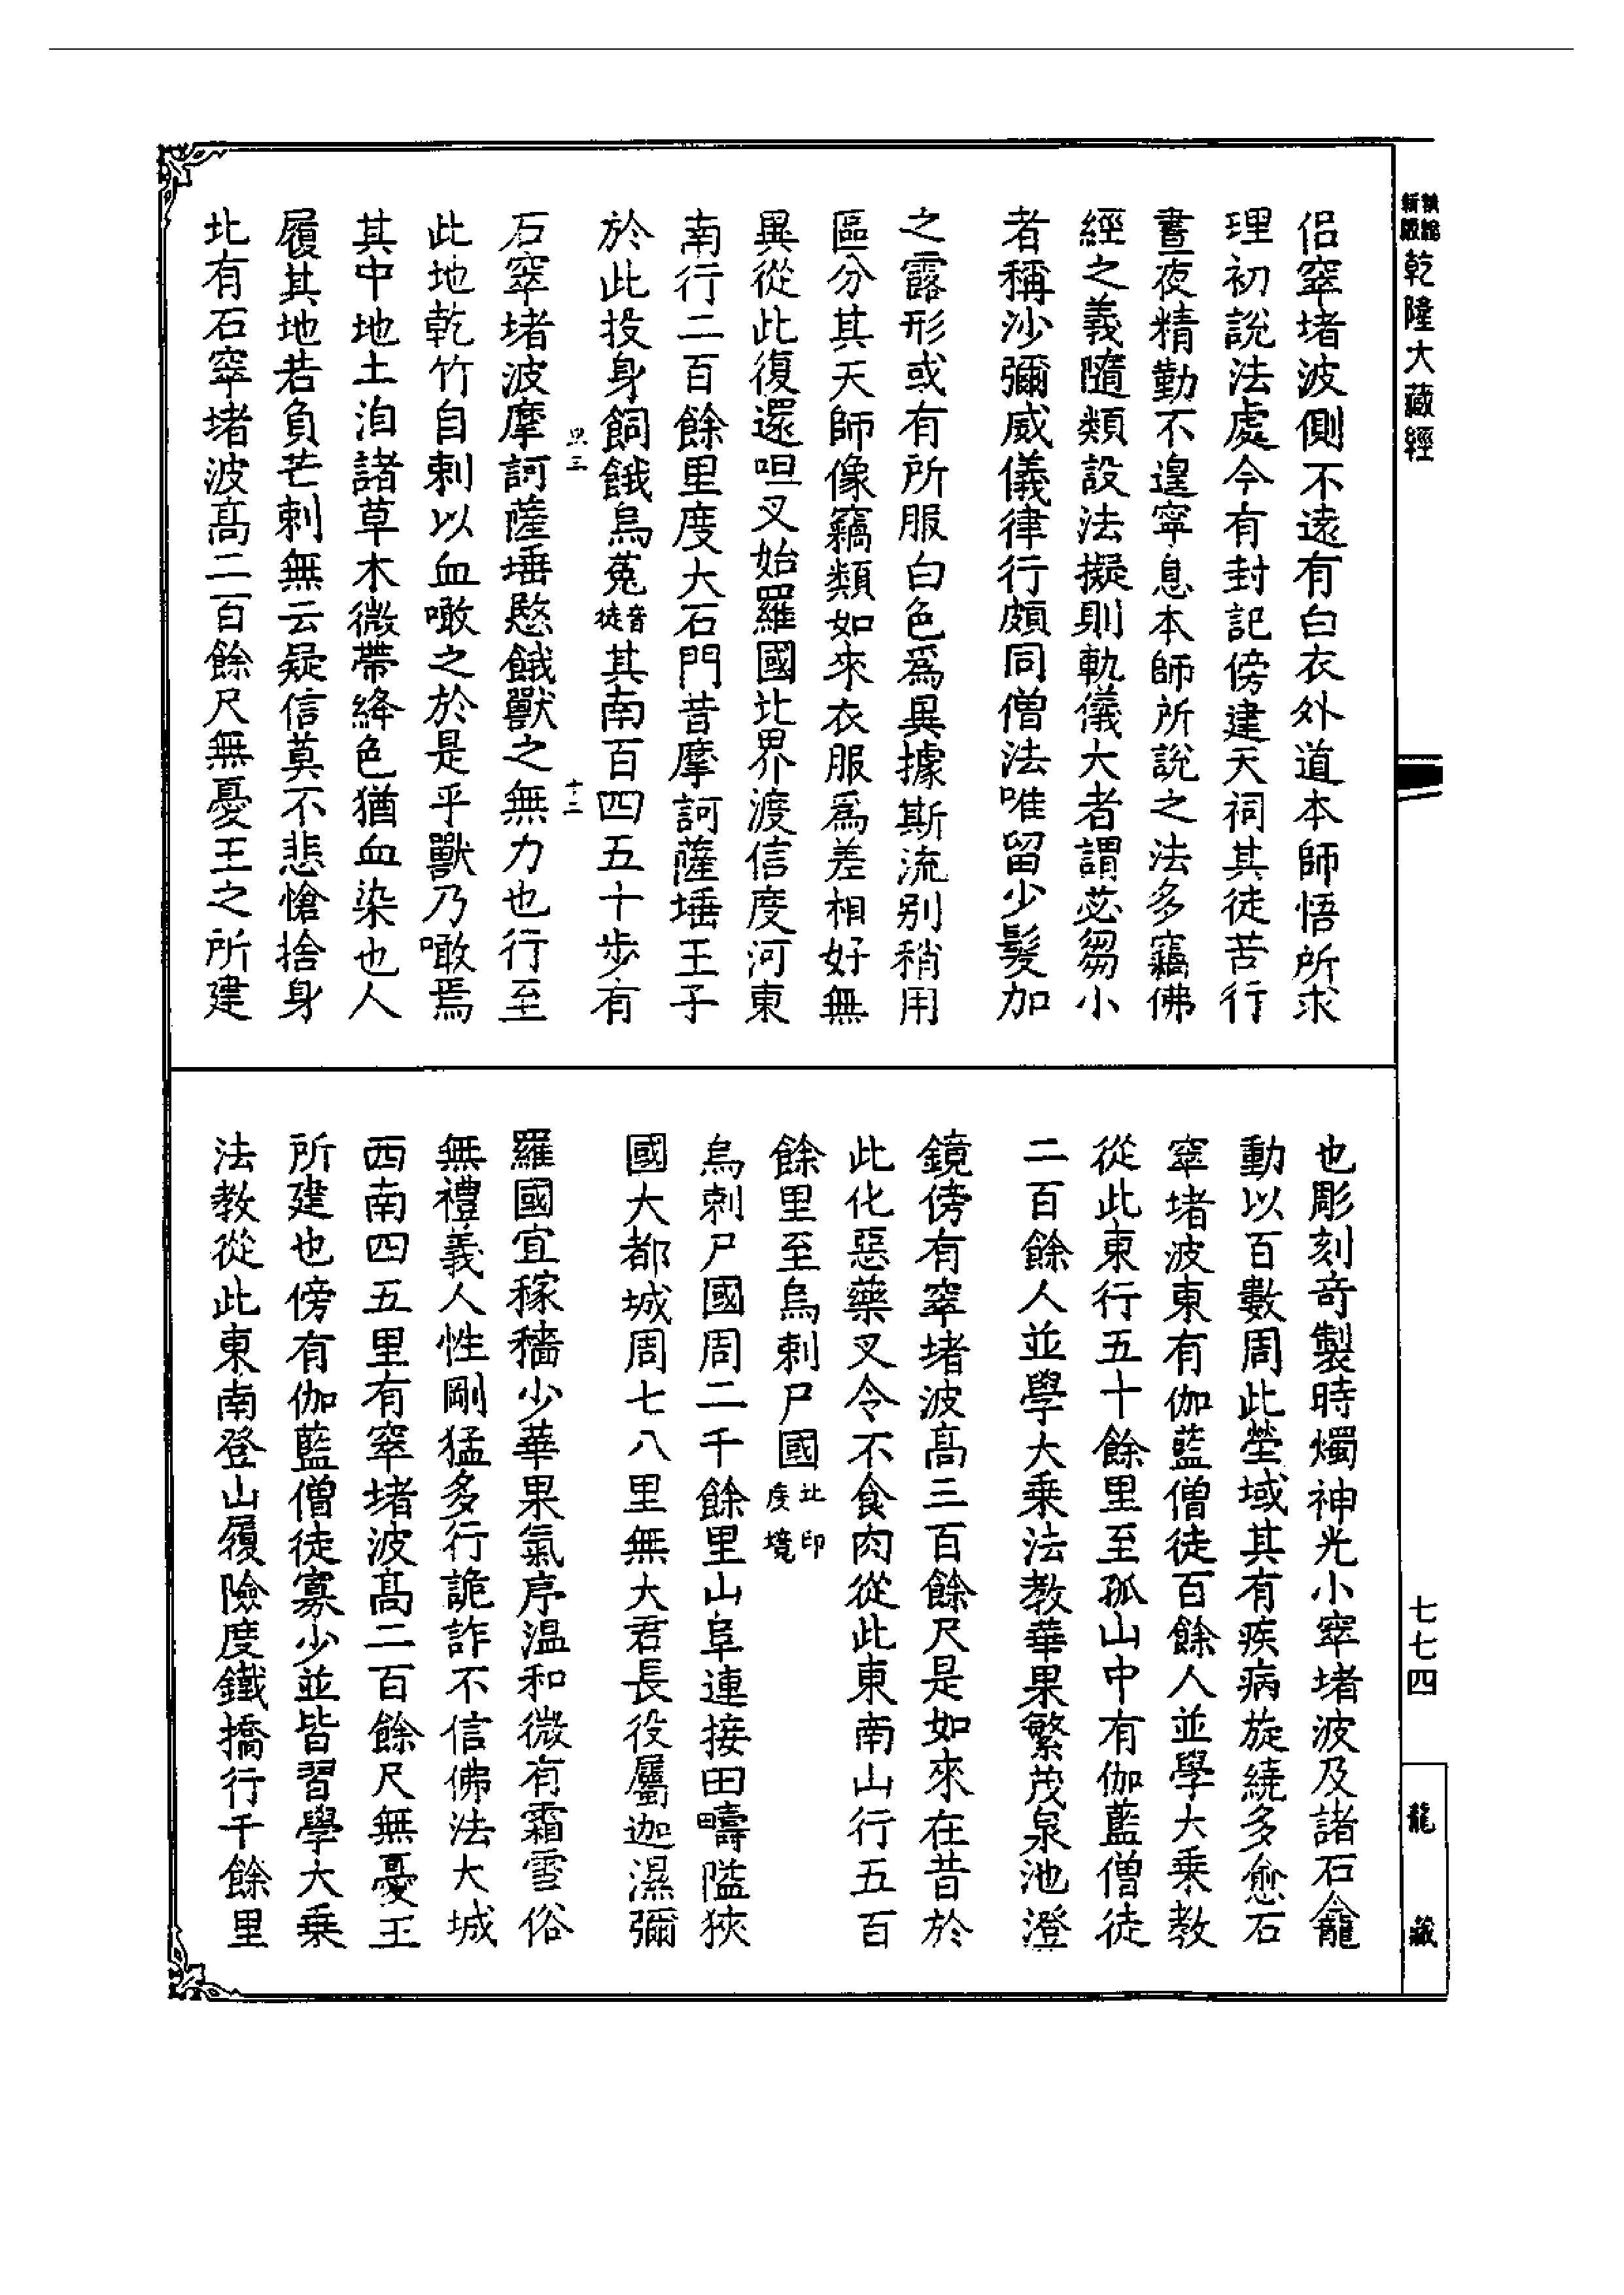 新版
乾隆大藏經
七七四
龍藏
侶窣堵波側不遠有白衣外道本師悟所求
理初說法處今有封記傍建天祠其徒苦行
晝夜精勤不遑寧息本師所說之法多竊佛
經之義隨類設法擬則軌儀大者謂苾芻小
者稱沙彌威儀律行頗同僧法唯留少髮加
之露形或有所服白色爲異據斯流別稍用
區分其天師像竊類如來衣服爲差相好無
異從此復還呾叉始羅國北界渡信度河東
南行二百餘里度大石門昔摩訶薩埵王子
於此投身飼餓烏菟音徒其南百四五十步有
十二
石窣堵波摩訶薩埵愍餓獸之無力也行至
此地乾竹自刺以血噉之於是乎獸乃噉焉
其中地土洎諸草木微帶絳色猶血染也人
履其地若負芒刺無云疑信莫不悲愴捨身
北有石窣堵波高二百餘尺無憂王之所建
也彫刻奇製時燭神光小窣堵波及諸石龕
動以百數周此塋域其有疾病旋繞多愈石
窣堵波東有伽藍僧徒百餘人並學大乘教
從此東行五十餘里至孤山中有伽藍僧徒
二百餘人並學大乘法教華果繁茂泉池澄
鏡傍有窣堵波高三百餘尺是如來在昔於
此化惡藥叉令不食肉從此東南山行五百
餘里至烏剌尸國北印度境
烏剌尸國周二千餘里山阜連接田疇隘狹
國大都城周七八里無大君長役屬迦濕彌
羅國宜稼穡少華果氣序溫和微有霜雪俗
無禮義人性剛猛多行詭詐不信佛法大城
西南四五里有窣堵波高二百餘尺無憂王
所建也傍有伽藍僧徒寡少並皆習學大乘
法教從此東南登山履險度鐵橋行千餘里